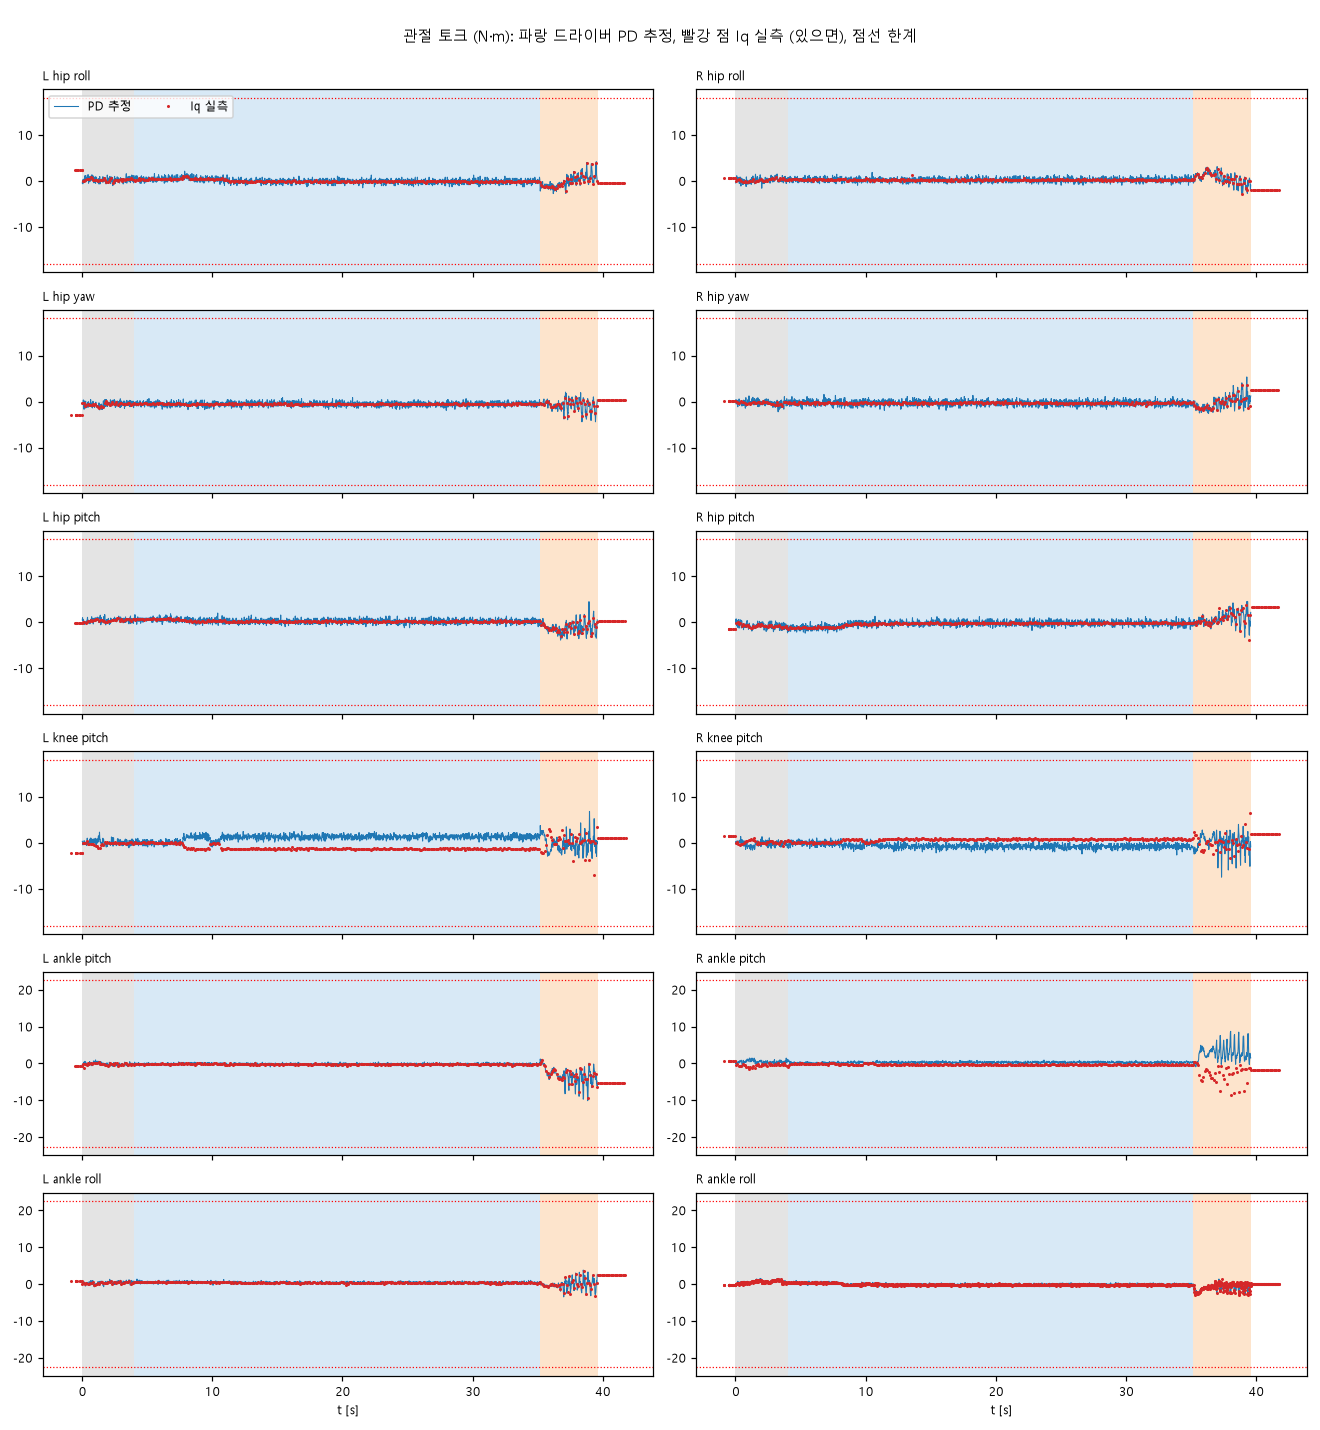 관절 토크 (N·m): 파랑 드라이버 PD 추정, 빨강 점 Iq 실측 (있으면), 점선 한계
L hip roll
R hip roll
PD 추정
Iq 실측
10
0
-10
10
0
-10
L hip yaw
R hip yaw
10
0
-10
10
0
-10
L hip pitch
R hip pitch
10
0
-10
10
0
-10
L knee pitch
R knee pitch
10
0
-10
10
0
-10
L ankle pitch
R ankle pitch
20
10
0
-10
-20
20
10
0
-10
-20
L ankle roll
R ankle roll
20
10
0
-10
-20
20
10
0
-10
-20
0 10 20 30 40
0 10 20 30 40
t [s]
t [s]